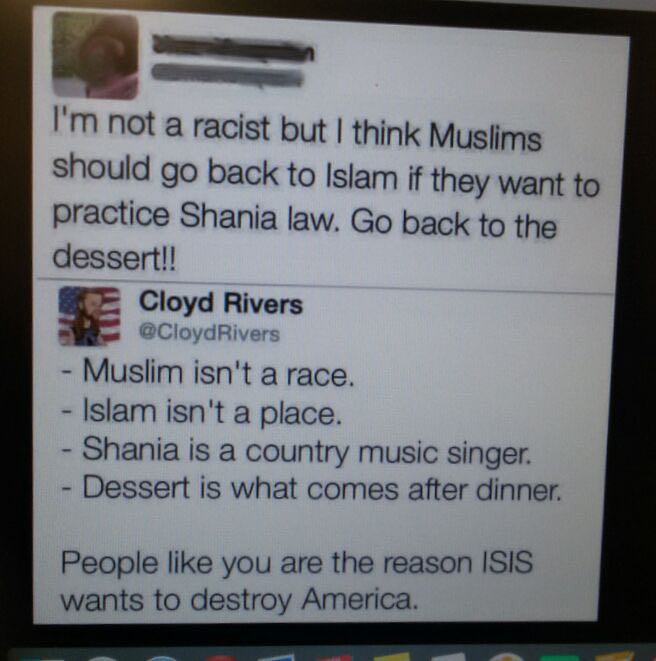 I'm not a racist but I think Muslims
should go back to Islam if they want to
practice Shania law. Go back to the
dessert!!
Cloyd Rivers
@CloydRivers
- Muslim isn't a race.
- Islam isn't a place.
- Shania is a country music singer.
- Dessert is what comes after dinner.
People like you are the reason ISIS
wants to destroy America.